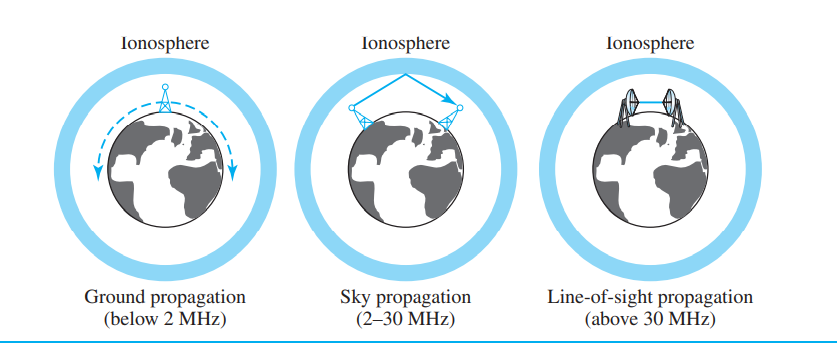 Ionosphere
Ionosphere
Ionosphere
Ground propagation
(below 2 MHz)
Sky propagation
(2–30 MHz)
Line-of-sight propagation
(above 30 MHz)